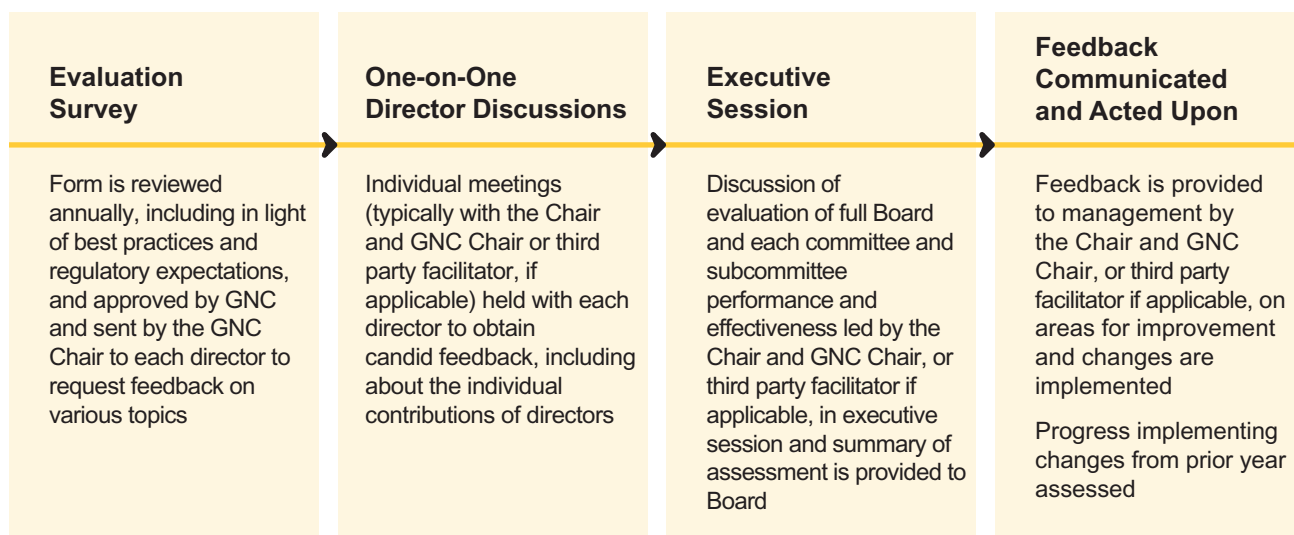 Evaluation
Survey
Form is reviewed
annually, including in light
of best practices and
regulatory expectations,
and approved by GNC
and sent by the GNC
Chair to each director to
request feedback on
various topics
One-on-One
Director Discussions
Individual meetings
(typically with the Chair
and GNC Chair or third
party facilitator, if
applicable) held with each
director to obtain
candid feedback, including
about the individual
contributions of directors
Executive
Session
Discussion of
evaluation of full Board
and each committee and
subcommittee
performance and
effectiveness led by the
Chair and GNC Chair, or
third party facilitator if
applicable, in executive
session and summary of
assessment is provided to
Board
Feedback
Communicated
and Acted Upon
Feedback is provided
to management by
the Chair and GNC
Chair, or third party
facilitator if applicable, on
areas for improvement
and changes are
implemented
Progress implementing
changes from prior year
assessed